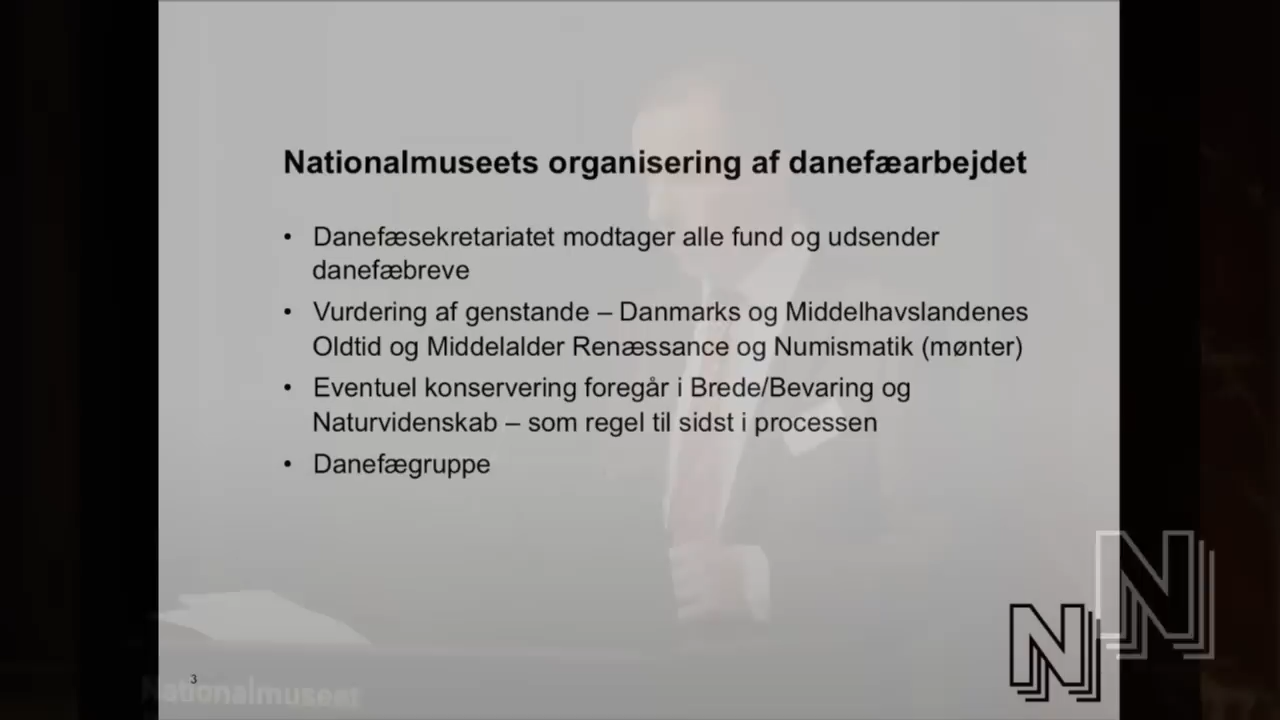 Nationalmuseets organisering af danefæarbejdet
• Danefæsekretariatet modtager alle fund og udsender
danefæbreve
• Vurdering af genstande – Danmarks og Middelhavslandenes
Oldtid og Middelalder Renæssance og Numismatik (mønter)
• Eventuel konservering foregår i Brede/Bevaring og
Naturvidenskab – som regel til sidst i processen
• Danefægruppe
N
N
3
Nationalmuseet